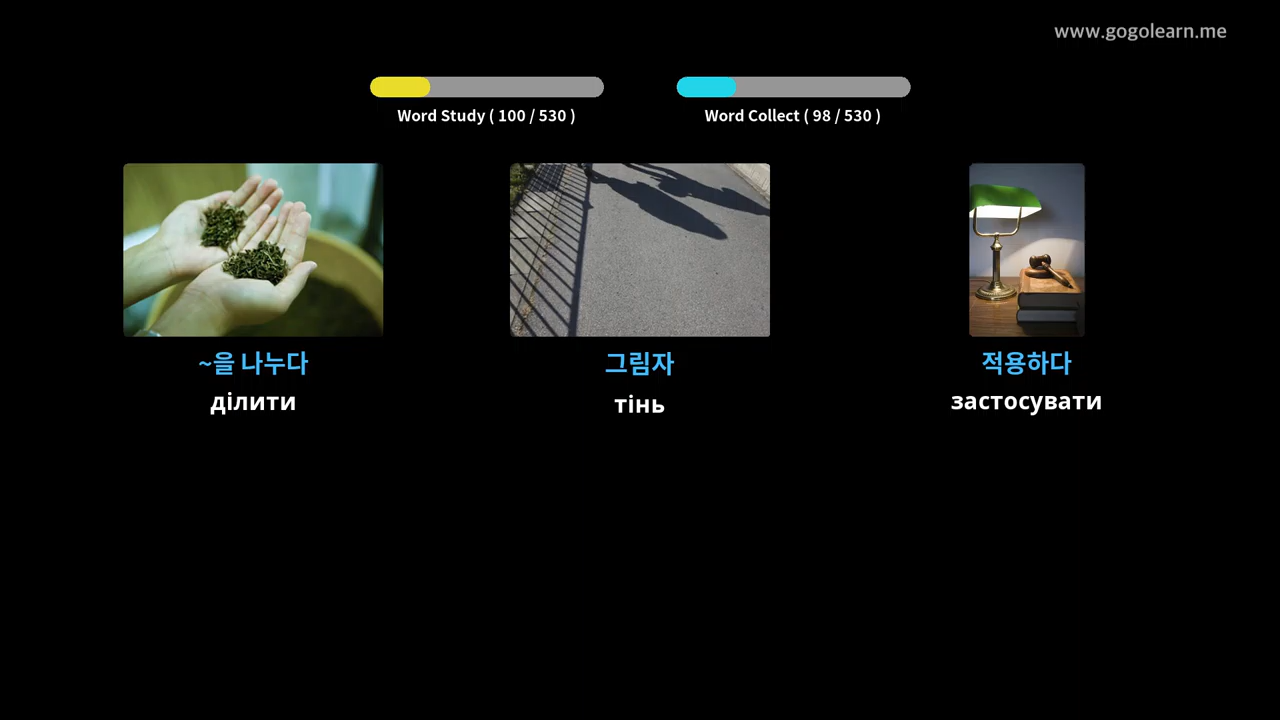 www.gogolearn.me
Word Study ( 100 / 530 )
Word Collect ( 98 / 530 )
~을 나누다
그림자
적용하다
ділити
тінь
застосувати